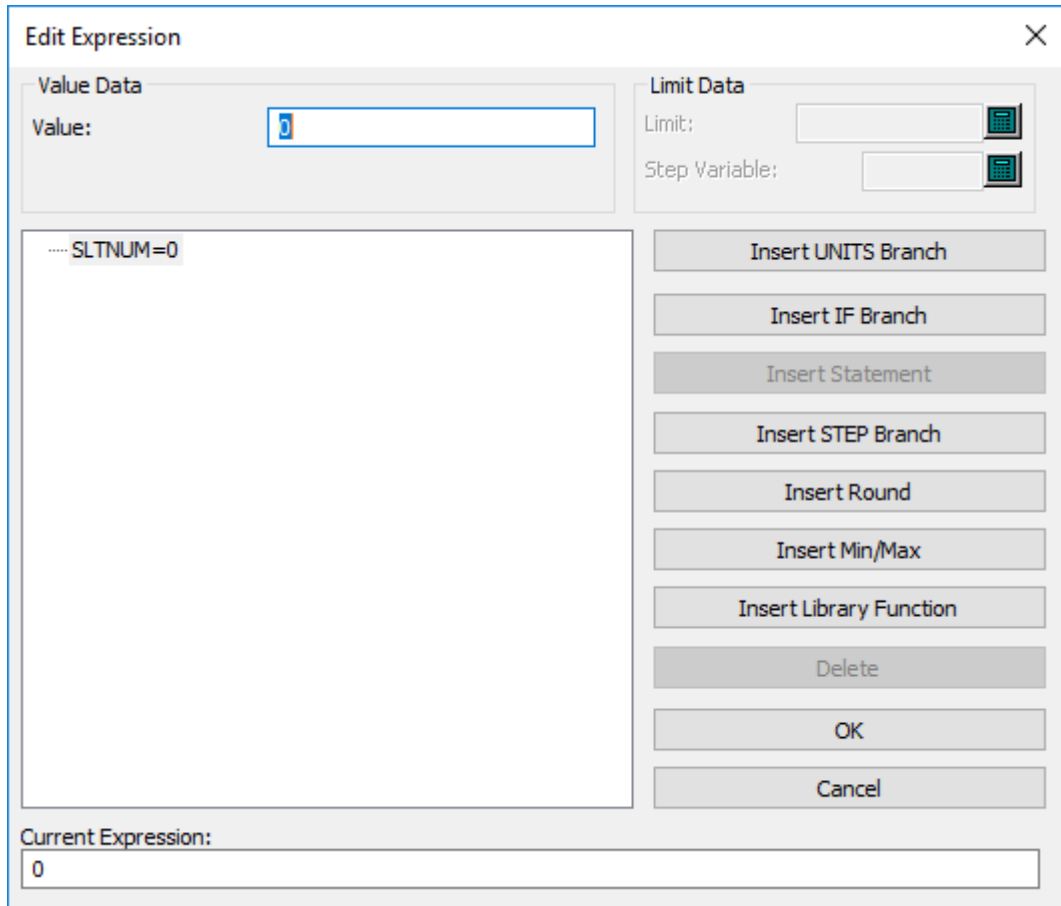 Edit Expression
Value Data
Value:
0
Limit Data
Limit:
Step Variable:
SLTNUM=0
Insert UNITS Branch
Insert IF Branch
Insert Statement
Insert STEP Branch
Insert Round
Insert Min/Max
Insert Library Function
Delete
OK
Cancel
Current Expression:
0